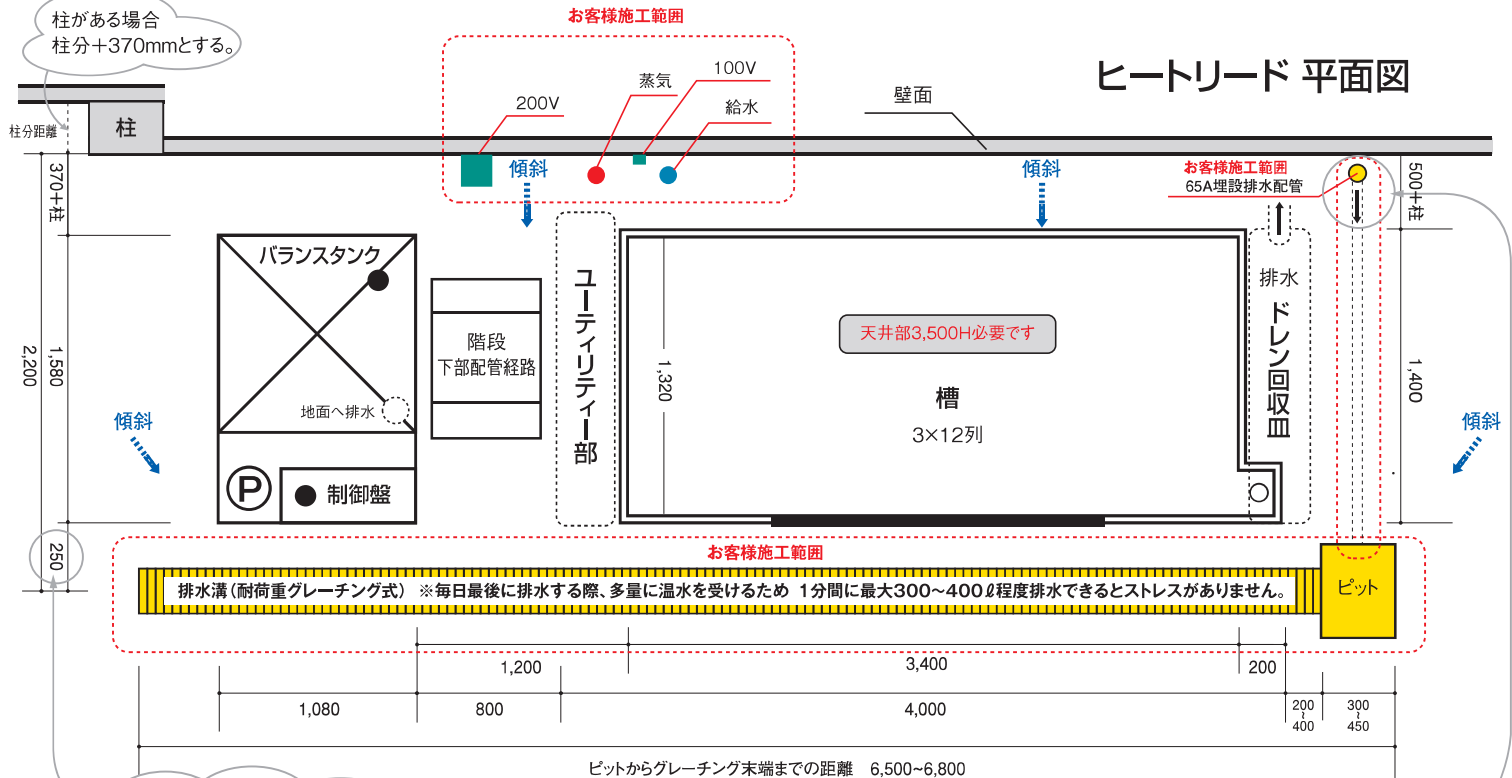 柱がある場合
柱分+370mmとする。
お客様施工範囲
ヒートリード 平面図
200V
蒸気
100V
給水
壁面
柱分距離
柱
傾斜
傾斜
お客様施工範囲
65A埋設排水配管
370+柱
500+柱
バランスタンク
階段
下部配管経路
ユーティリティー部
1,320
天井部3,500H必要です
槽
3×12列
排水
ドレン回収皿
1,400
1,580
2,200
地面へ排水
傾斜
傾斜
P
制御盤
250
お客様施工範囲
排水溝(耐荷重グレーチング式) ※毎日最後に排水する際、多量に温水を受けるため 1分間に最大300~400ℓ程度排水できるとストレスがありません。
ピット
1,200
3,400
200
1,080
800
4,000
200~400
300~450
ピットからグレーチング末端までの距離 6,500~6,800